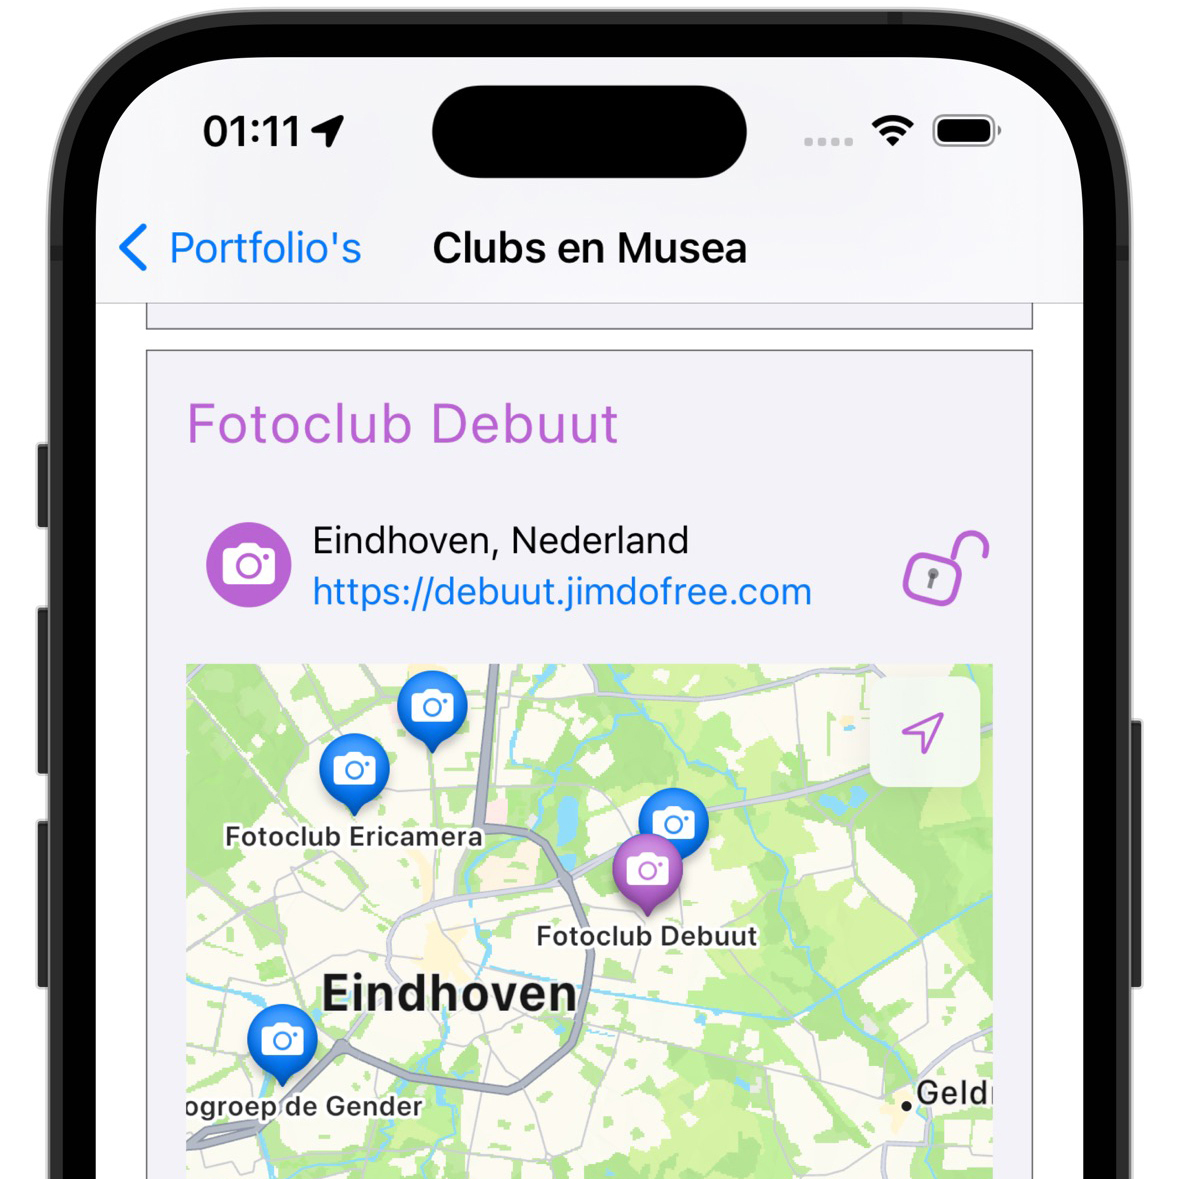 01:11
Portfolio's
Clubs en Musea
Fotoclub Debuut
Eindhoven, Nederland
https://debuut.jimdofree.com
Fotoclub Ericamera
Fotoclub Debuut
Eindhoven
ogroep de Gender
Geld